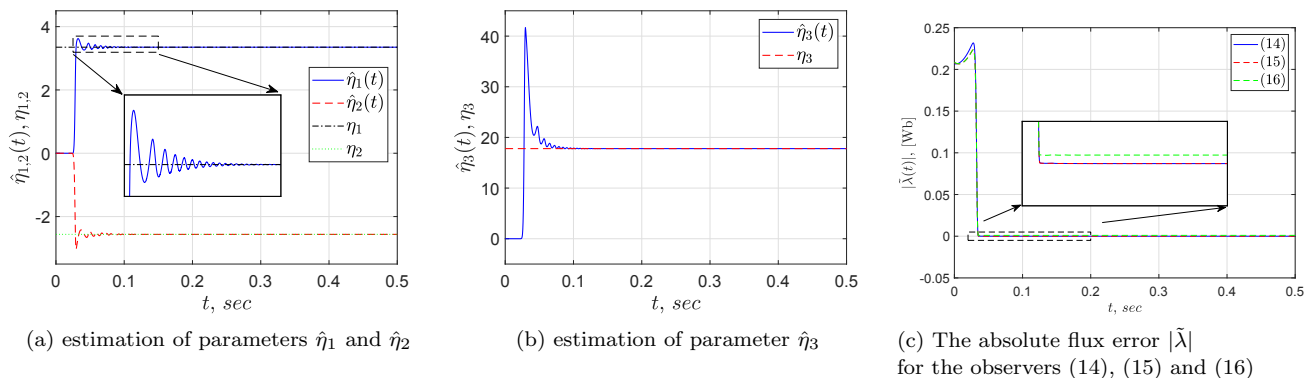 4
2
0
-2
η̂1,2(t), η1,2
η̂1(t)
η̂2(t)
η1
η2
0 0.1 0.2 0.3 0.4 0.5
t, sec
(a) estimation of parameters η̂1 and η̂2
40
30
20
10
0
η̂3(t), η3
η̂3(t)
η3
0 0.1 0.2 0.3 0.4 0.5
t, sec
(b) estimation of parameter η̂3
0.25
0.2
0.15
0.1
0.05
0
-0.05
|λ̃(t)|, [Wb]
(14)
(15)
(16)
0 0.1 0.2 0.3 0.4 0.5
t, sec
(c) The absolute flux error |λ̃|
for the observers (14), (15) and (16)